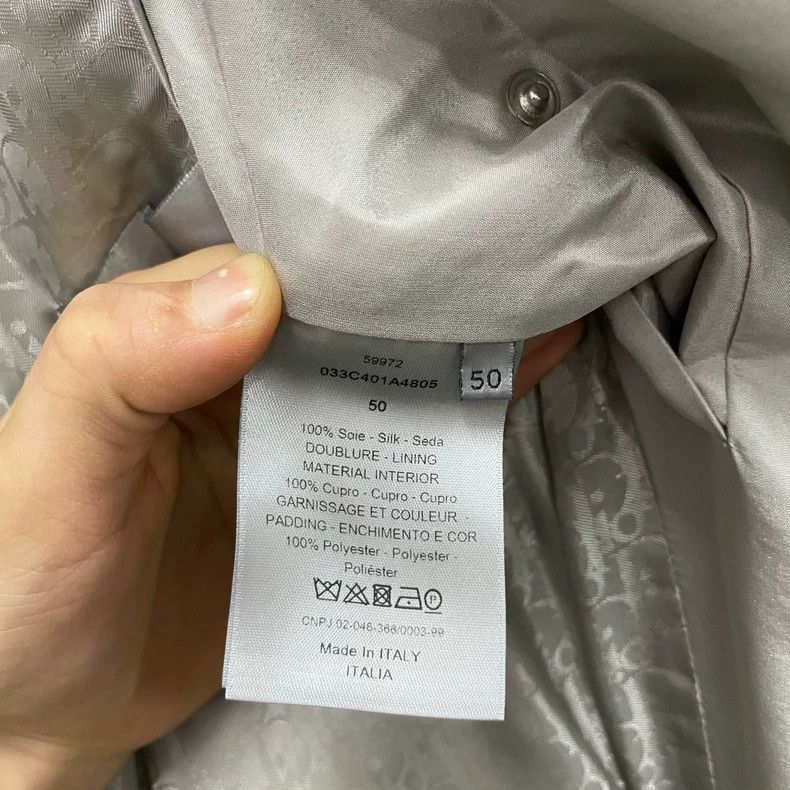 59972
033C401A4805
50
50
100% Soie - Silk - Seda
DOUBLURE - LINING
MATERIAL INTERIOR
100% Cupro - Cupro - Cupro
GARNISSAGE ET COULEUR -
PADDING - ENCHIMENTO E COR
100% Polyester - Polyester -
Poliéster
CNPJ 02-046-366/0003-99
Made In ITALY
ITALIA